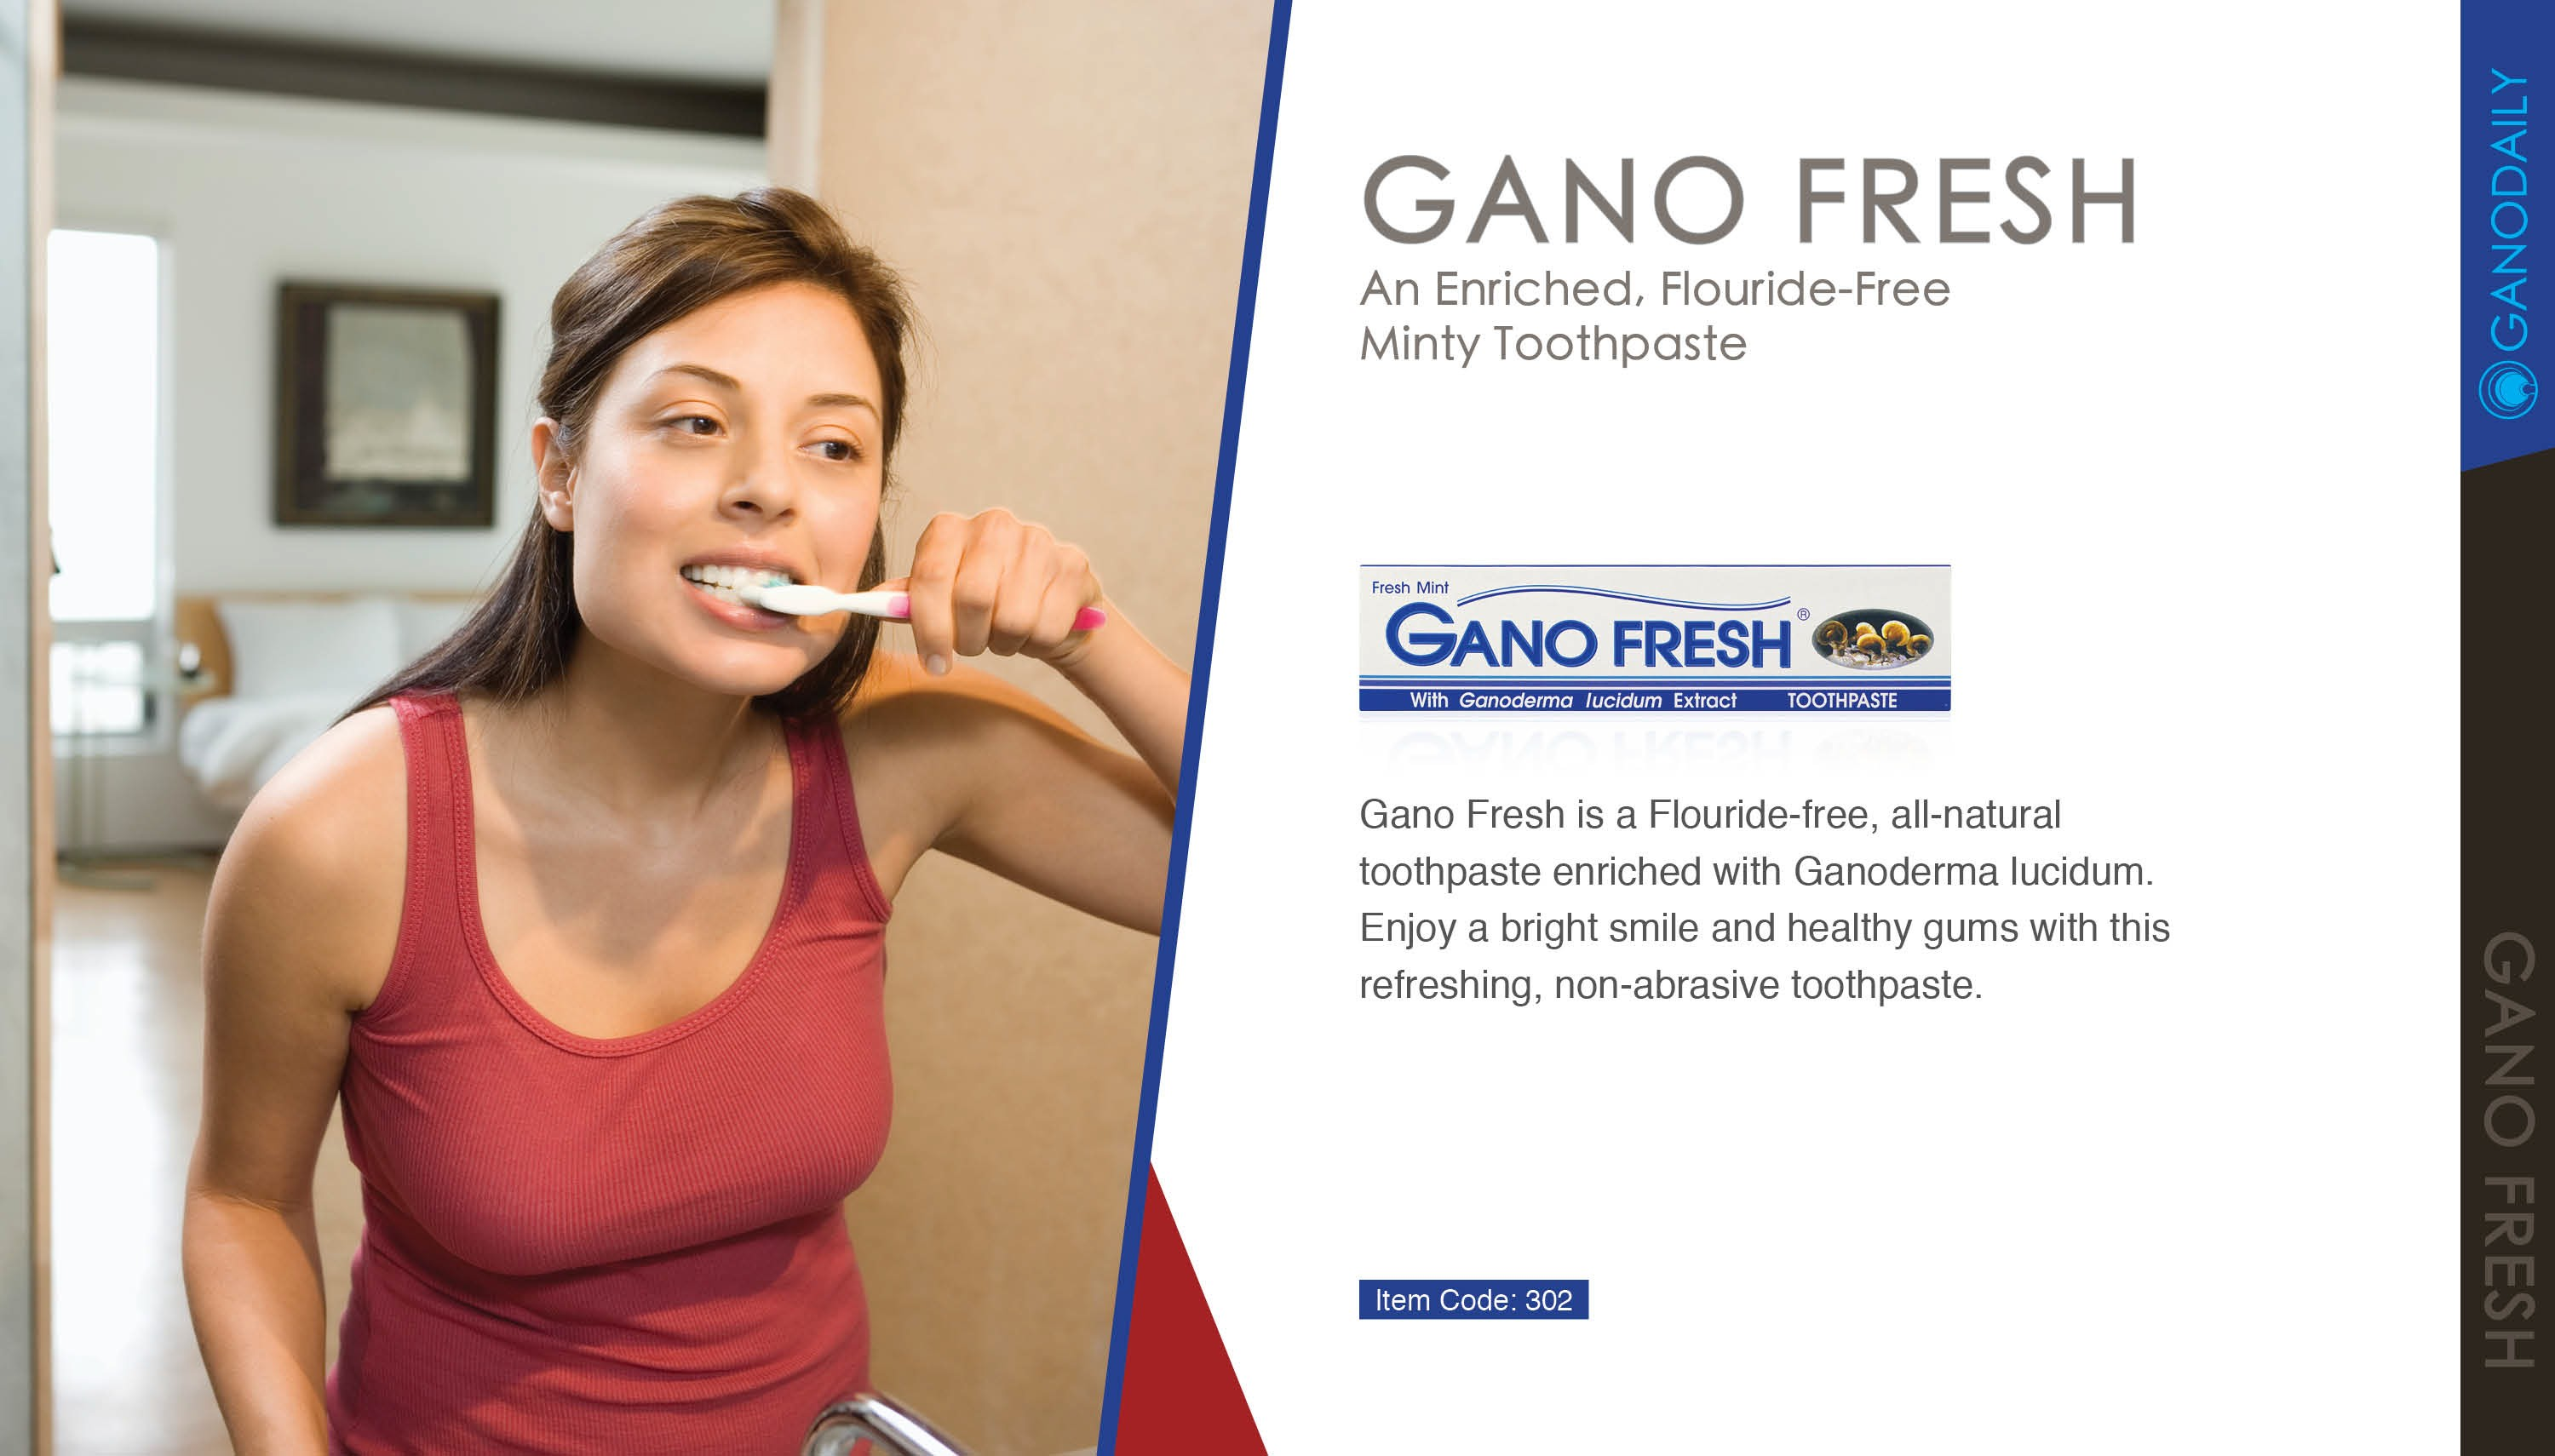 GANO FRESH
An Enriched, Flouride-Free
Minty Toothpaste
Fresh Mint
GANO FRESH®
With Ganoderma lucidum Extract TOOTHPASTE
Gano Fresh is a Flouride-free, all-natural
toothpaste enriched with Ganoderma lucidum.
Enjoy a bright smile and healthy gums with this
refreshing, non-abrasive toothpaste.
Item Code: 302
GANODAILY
GANO FRESH